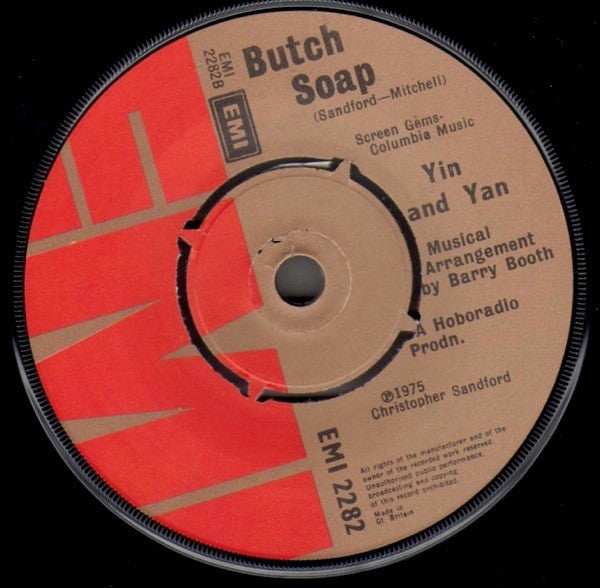 Butch
Soap
(Sandford—Mitchell)
EMI
2282B
EMI
Screen Gems-
Columbia Music
Yin
and Yan
Musical
Arrangement
by Barry Booth
A Hoboradio
Prodn.
℗1975
Christopher Sandford
EMI 2282
All rights of the manufacturer and of the
owner of the recorded work reserved.
Unauthorised public performance,
broadcasting and copying
of this record prohibited.
Made in
Gt Britain
EMI